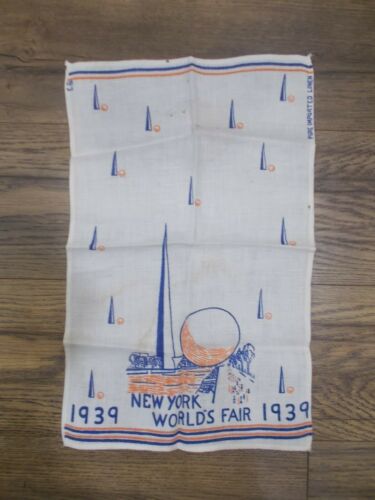 PURE IMPORTED LINEN
NEW YORK
1939 WORLD'S FAIR 1939